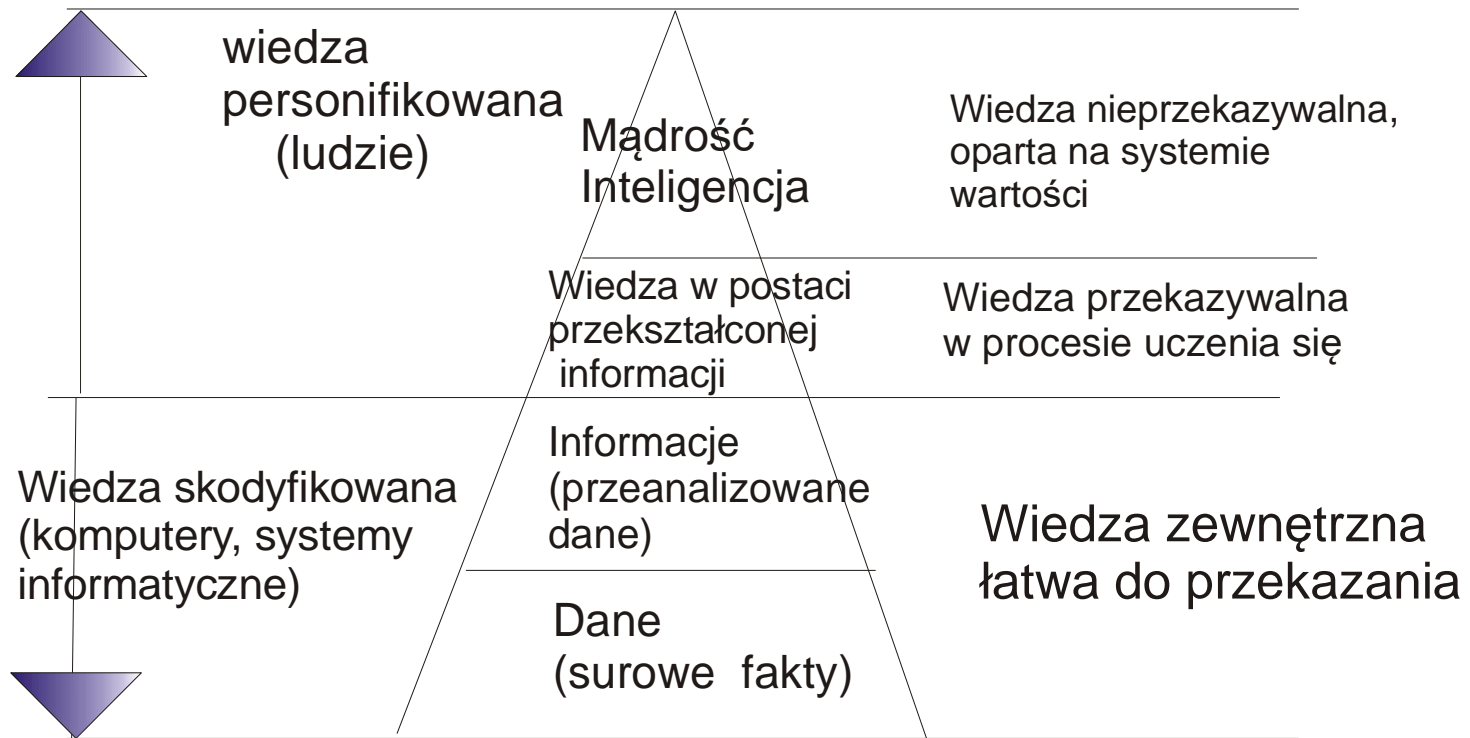 wiedza
personifikowana
(ludzie)
Mądrość
Inteligencja
Wiedza nieprzekazywalna,
oparta na systemie
wartości
Wiedza w postaci
przekształconej
informacji
Wiedza przekazywalna
w procesie uczenia się
Wiedza skodyfikowana
(komputery, systemy
informatyczne)
Informacje
(przeanalizowane
dane)
Dane
(surowe fakty)
Wiedza zewnętrzna
łatwa do przekazania